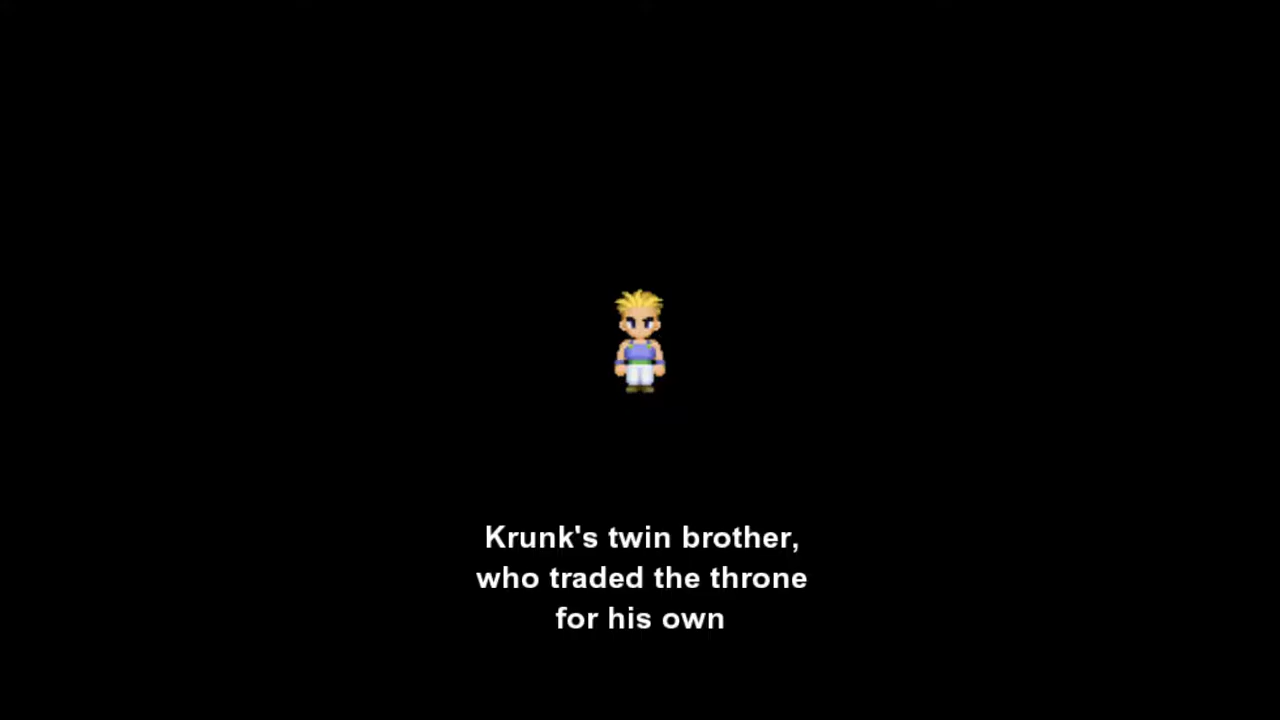 Krunk's twin brother,
who traded the throne
for his own